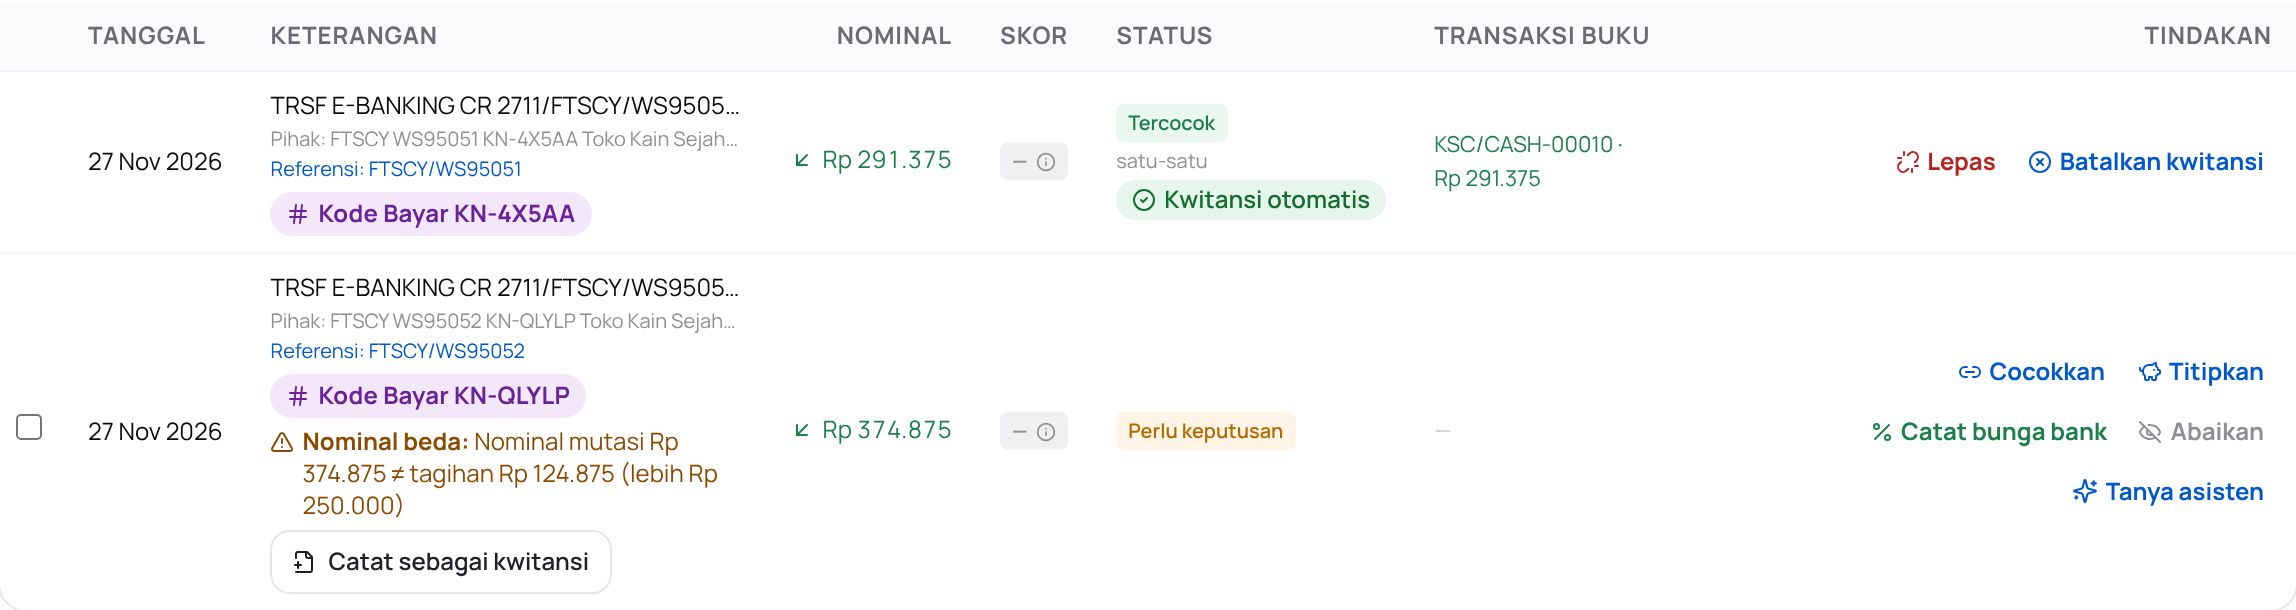 TANGGAL KETERANGAN NOMINAL SKOR STATUS TRANSAKSI BUKU TINDAKAN
27 Nov 2026
TRSF E-BANKING CR 2711/FTSCY/WS9505...
Pihak: FTSCY WS95051 KN-4X5AA Toko Kain Sejah...
Referensi: FTSCY/WS95051
# Kode Bayar KN-4X5AA
Rp 291.375
–
Tercocok
satu-satu
Kwitansi otomatis
KSC/CASH-00010 ·
Rp 291.375
Lepas Batalkan kwitansi
27 Nov 2026
TRSF E-BANKING CR 2711/FTSCY/WS9505...
Pihak: FTSCY WS95052 KN-QLYLP Toko Kain Sejah...
Referensi: FTSCY/WS95052
# Kode Bayar KN-QLYLP
Nominal beda: Nominal mutasi Rp
374.875 ≠ tagihan Rp 124.875 (lebih Rp
250.000)
Catat sebagai kwitansi
Rp 374.875
–
Perlu keputusan
—
Cocokkan Titipkan
% Catat bunga bank Abaikan
Tanya asisten